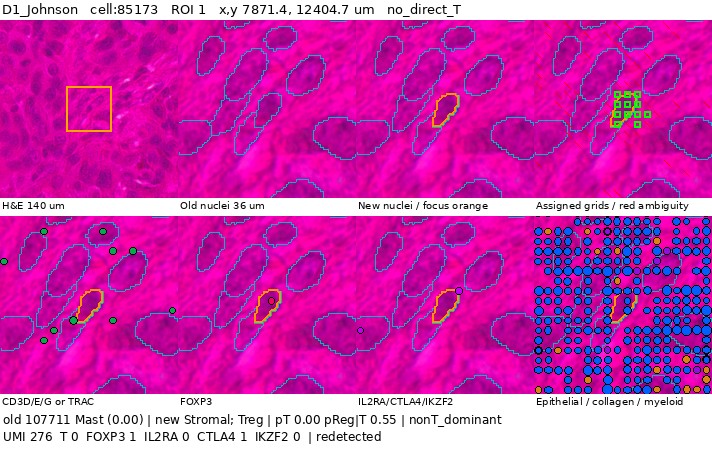 D1_Johnson cell:85173 ROI 1 x,y 7871.4, 12404.7 um no_direct_T
H&E 140 um
Old nuclei 36 um
New nuclei / focus orange
Assigned grids / red ambiguity
CD3D/E/G or TRAC
FOXP3
IL2RA/CTLA4/IKZF2
Epithelial / collagen / myeloid
old 107711 Mast (0.00) | new Stromal; Treg | pT 0.00 pReg|T 0.55 | nonT_dominant
UMI 276 T 0 FOXP3 1 IL2RA 0 CTLA4 1 IKZF2 0 | redetected